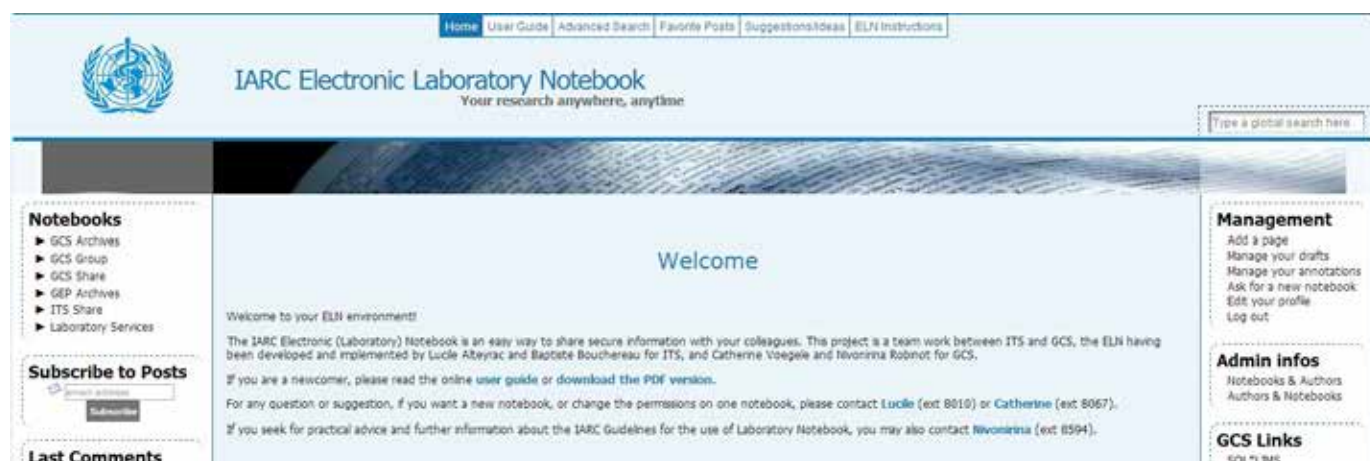 Home User Guide Advanced Search Favorite Posts Suggestions/Ideas ELN Instructions
IARC Electronic Laboratory Notebook
Your research anywhere, anytime
Type a global search here
Notebooks
GCS Archives
GCS Group
GCS Share
GEP Archives
ITS Share
Laboratory Services
Subscribe to Posts
email address
Subscribe
Last Comments
Welcome
Welcome to your ELN environment!
The IARC Electronic (Laboratory) Notebook is an easy way to share secure information with your colleagues. This project is a team work between ITS and GCS, the ELN having
been developed and implemented by Lucile Alteyrac and Baptiste Bouchereau for ITS, and Catherine Voegele and Nivonirina Robinot for GCS.
If you are a newcomer, please read the online user guide or download the PDF version.
For any question or suggestion, if you want a new notebook, or change the permissions on one notebook, please contact Lucile (ext 8010) or Catherine (ext 8067).
If you seek for practical advice and further information about the IARC Guidelines for the use of Laboratory Notebook, you may also contact Nivonirina (ext 8594).
Management
Add a page
Manage your drafts
Manage your annotations
Ask for a new notebook
Edit your profile
Log out
Admin infos
Notebooks & Authors
Authors & Notebooks
GCS Links